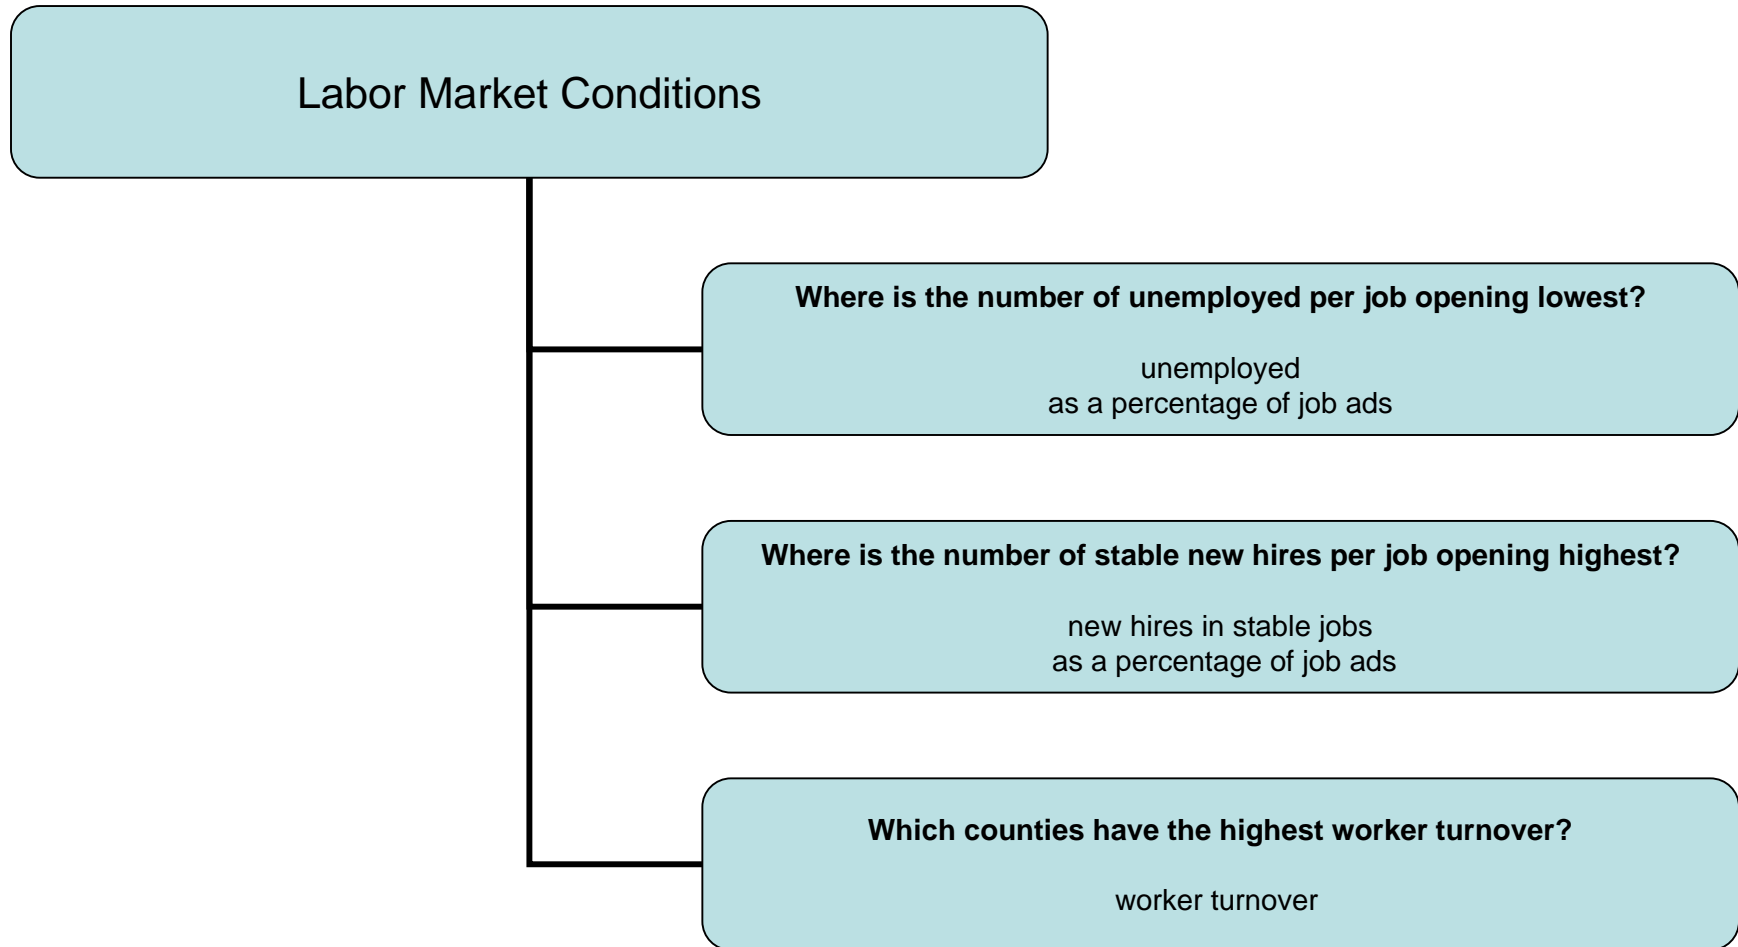 Labor Market Conditions
Where is the number of unemployed per job opening lowest?
unemployed
as a percentage of job ads
Where is the number of stable new hires per job opening highest?
new hires in stable jobs
as a percentage of job ads
Which counties have the highest worker turnover?
worker turnover